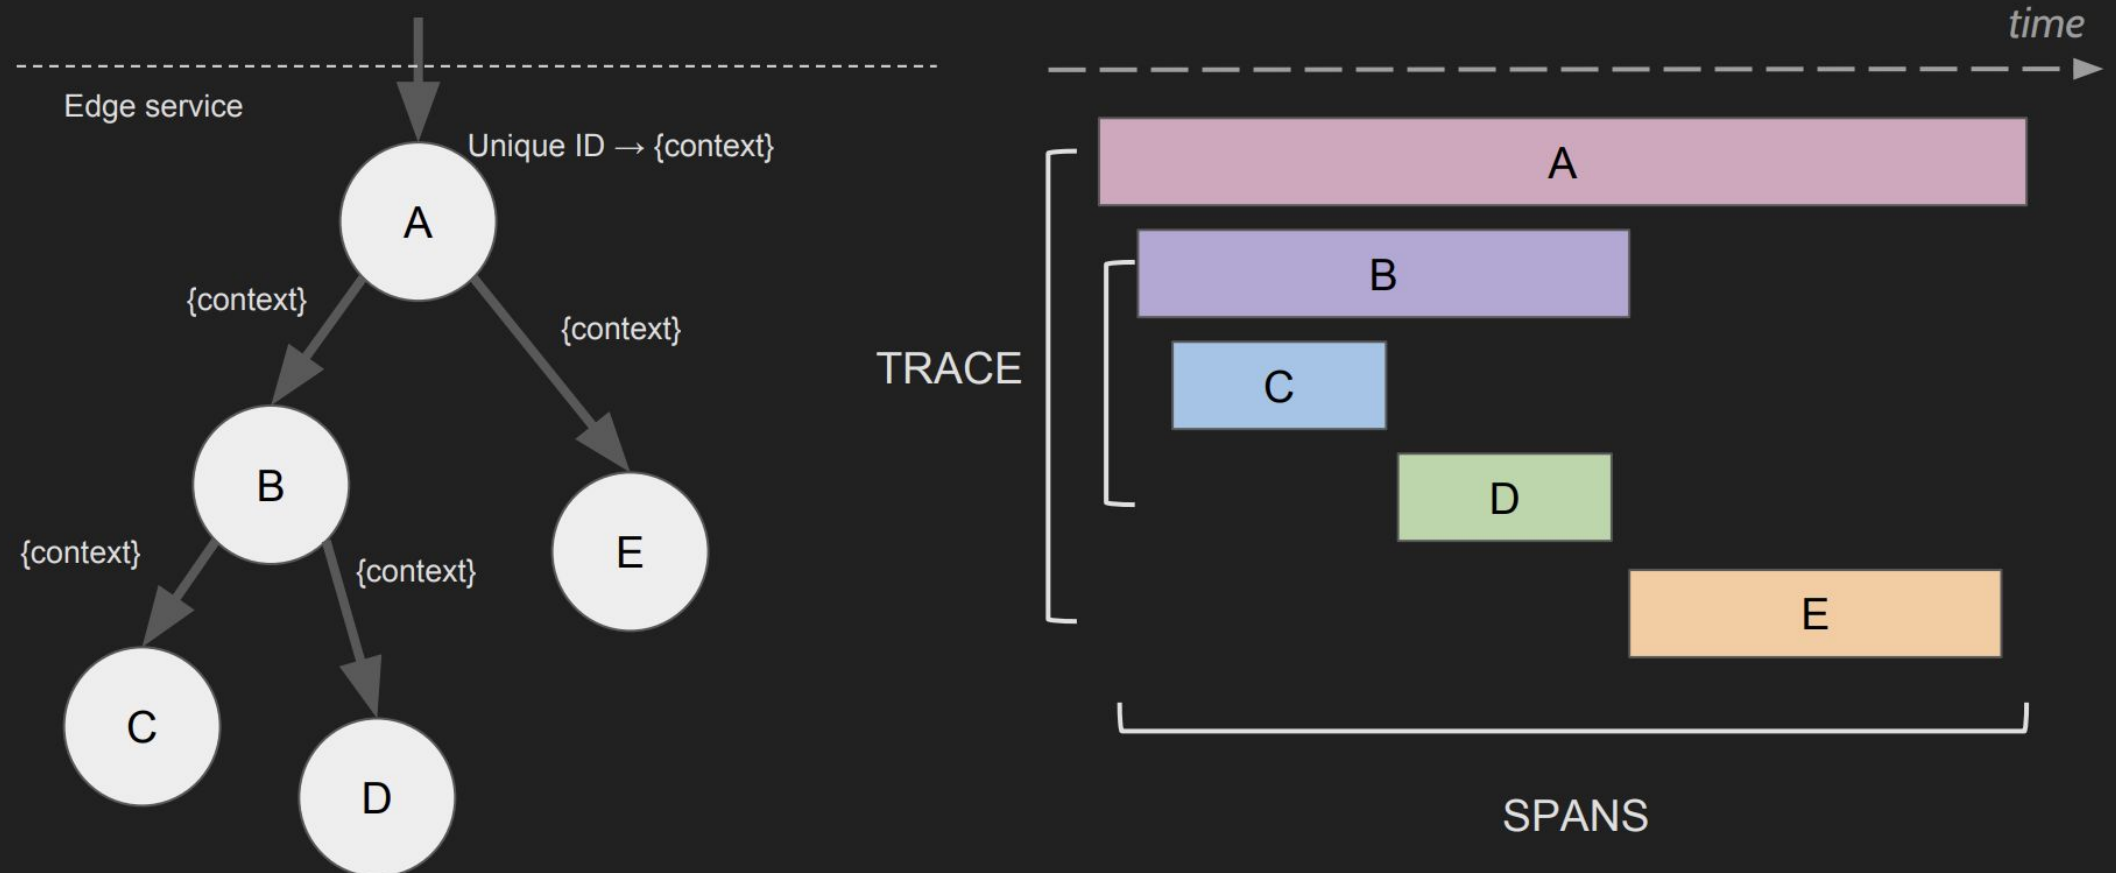 time
Edge service
Unique ID → {context}
A
{context}
{context}
B
{context}
{context}
E
C
D
TRACE
A
B
C
D
E
SPANS